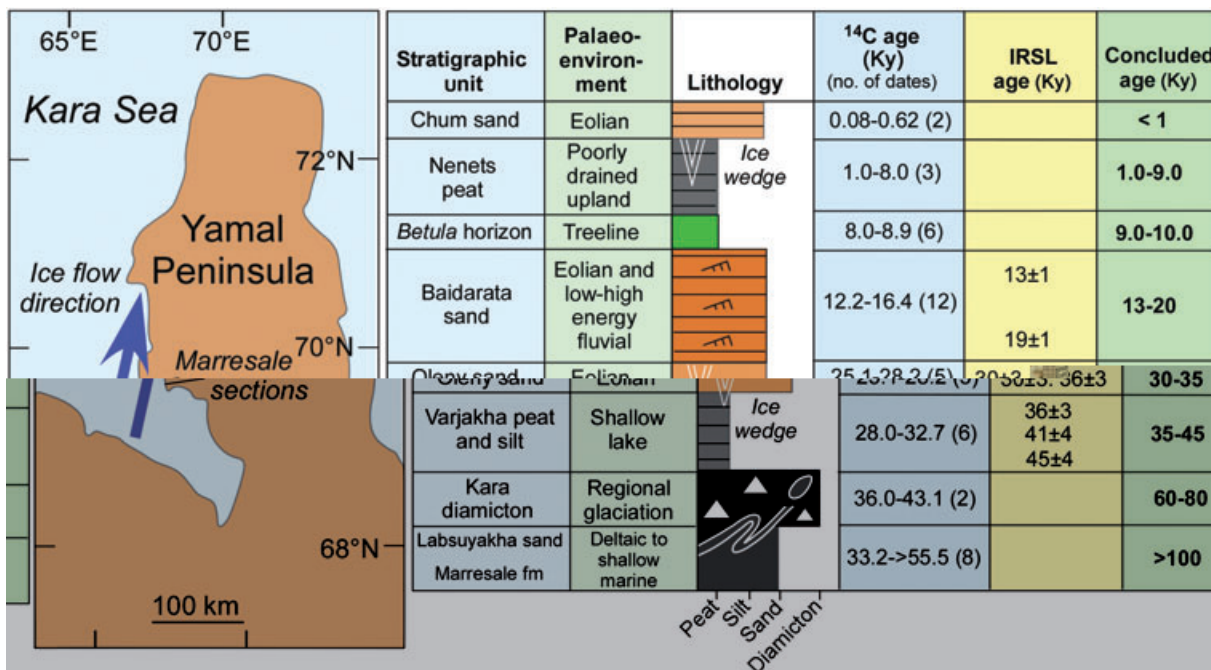 65°E 70°E
Kara Sea
72°N
Yamal
Peninsula
Ice flow
direction
70°N
Marresale
sections
68°N
100 km
Stratigraphic
unit
Palaeo-
environ-
ment
Lithology
14C age
(Ky)
(no. of dates)
IRSL
age (Ky)
Concluded
age (Ky)
Chum sand Eolian 0.08-0.62 (2) < 1
Nenets
peat
Poorly
drained
upland
Ice
wedge
1.0-8.0 (3) 1.0-9.0
Betula horizon Treeline 8.0-8.9 (6) 9.0-10.0
Baidarata
sand
Eolian and
low-high
energy
fluvial
12.2-16.4 (12)
13±1
19±1
13-20
sand Eolian 36±3 30-35
Varjakha peat
and silt
Shallow
lake
Ice
wedge
28.0-32.7 (6)
36±3
41±4
45±4
35-45
Kara
diamicton
Regional
glaciation
36.0-43.1 (2) 60-80
Labsuyakha sand
Marresale fm
Deltaic to
shallow
marine
33.2->55.5 (8) >100
Peat
Silt
Sand
Diamicton